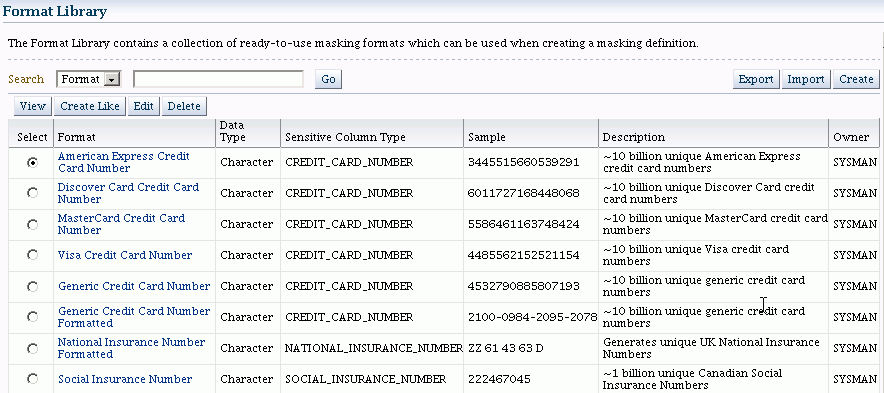 Format Library
The Format Library contains a collection of ready-to-use masking formats which can be used when creating a masking definition.
Search Format Go Export Import Create
View Create Like Edit Delete
Select Format Data Type Sensitive Column Type Sample Description Owner
American Express Credit Card Number Character CREDIT_CARD_NUMBER 3445515660539291 ~10 billion unique American Express credit card numbers SYSMAN
Discover Card Credit Card Number Character CREDIT_CARD_NUMBER 6011727168448068 ~10 billion unique Discover Card credit card numbers SYSMAN
MasterCard Credit Card Number Character CREDIT_CARD_NUMBER 5586461163748424 ~10 billion unique MasterCard credit card numbers SYSMAN
Visa Credit Card Number Character CREDIT_CARD_NUMBER 4485562152521154 ~10 billion unique Visa credit card numbers SYSMAN
Generic Credit Card Number Character CREDIT_CARD_NUMBER 4532790885807193 ~10 billion unique generic credit card numbers SYSMAN
Generic Credit Card Number Formatted Character CREDIT_CARD_NUMBER 2100-0984-2095-2078 ~10 billion unique generic credit card numbers SYSMAN
National Insurance Number Formatted Character NATIONAL_INSURANCE_NUMBER ZZ 61 43 63 D Generates unique UK National Insurance Numbers SYSMAN
Social Insurance Number Character SOCIAL_INSURANCE_NUMBER 222467045 ~1 billion unique Canadian Social Insurance Numbers SYSMAN